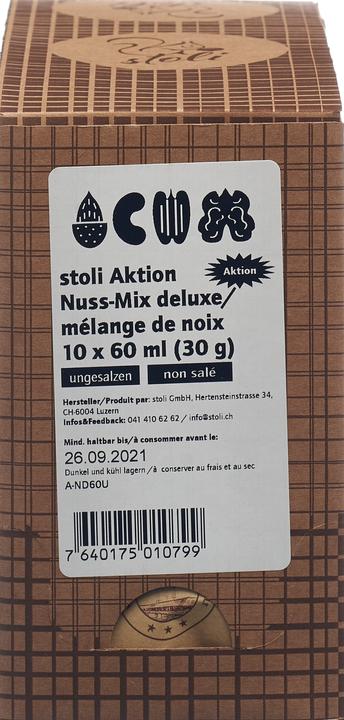 stoli
stoli Aktion
Aktion
Nuss-Mix deluxe/
mélange de noix
10 x 60 ml (30 g)
ungesalzen
non salé
Hersteller/Produit par: stoli GmbH, Hertensteinstrasse 34,
CH-6004 Luzern
Infos&Feedback: 041 410 62 62 / info@stoli.ch
Mind. haltbar bis/à consommer avant le:
26.09.2021
Dunkel und kühl lagern /à conserver au frais et au sec
A-ND60U
7 640175 010799